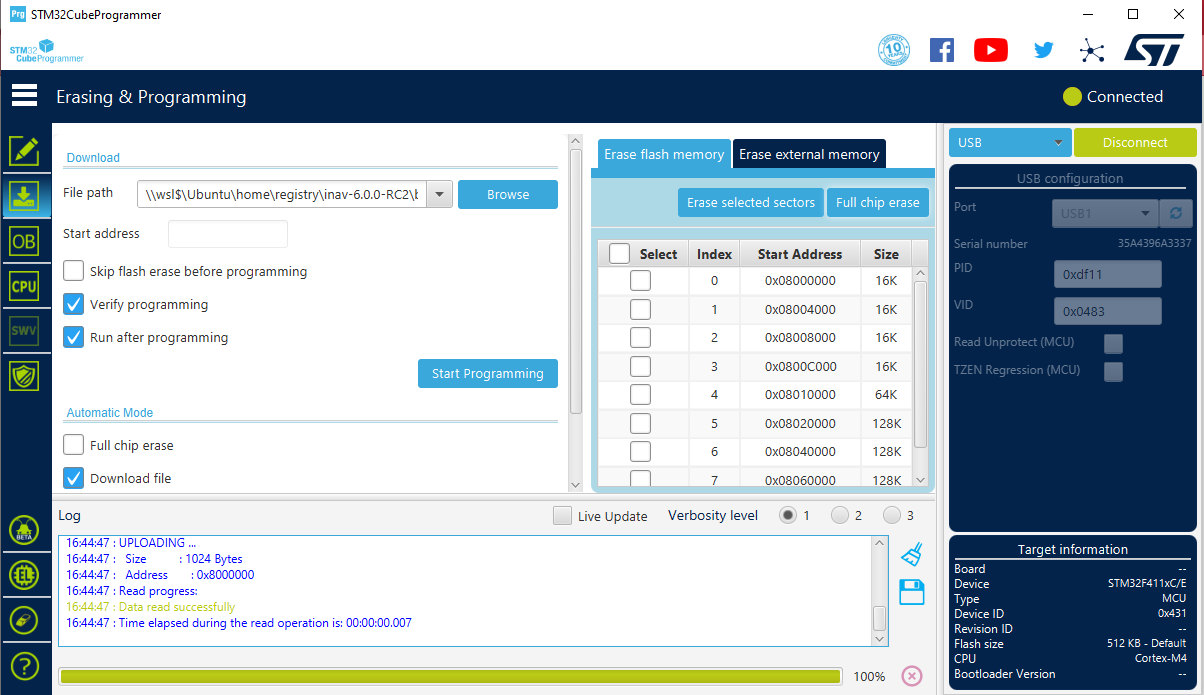 Prg STM32CubeProgrammer
STM32
CubeProgrammer
10
YEARS
ST
Erasing & Programming
Connected
Download
File path
\\wsl$\Ubuntu\home\registry\inav-6.0.0-RC2\
Browse
Start address
Skip flash erase before programming
Verify programming
Run after programming
Start Programming
Automatic Mode
Full chip erase
Download file
OB
CPU
SWV
BETA
?
Erase flash memory
Erase external memory
Erase selected sectors
Full chip erase
Select Index Start Address Size
0 0x08000000 16K
1 0x08004000 16K
2 0x08008000 16K
3 0x0800C000 16K
4 0x08010000 64K
5 0x08020000 128K
6 0x08040000 128K
7 0x08060000 128K
USB
Disconnect
USB configuration
Port USB1
Serial number 35A4396A3337
PID 0xdf11
VID 0x0483
Read Unprotect (MCU)
TZEN Regression (MCU)
Log
Live Update Verbosity level 1 2 3
16:44:47 : UPLOADING ...
16:44:47 : Size : 1024 Bytes
16:44:47 : Address : 0x8000000
16:44:47 : Read progress:
16:44:47 : Data read successfully
16:44:47 : Time elapsed during the read operation is: 00:00:00.007
100%
Target information
Board --
Device STM32F411xC/E
Type MCU
Device ID 0x431
Revision ID --
Flash size 512 KB - Default
CPU Cortex-M4
Bootloader Version --